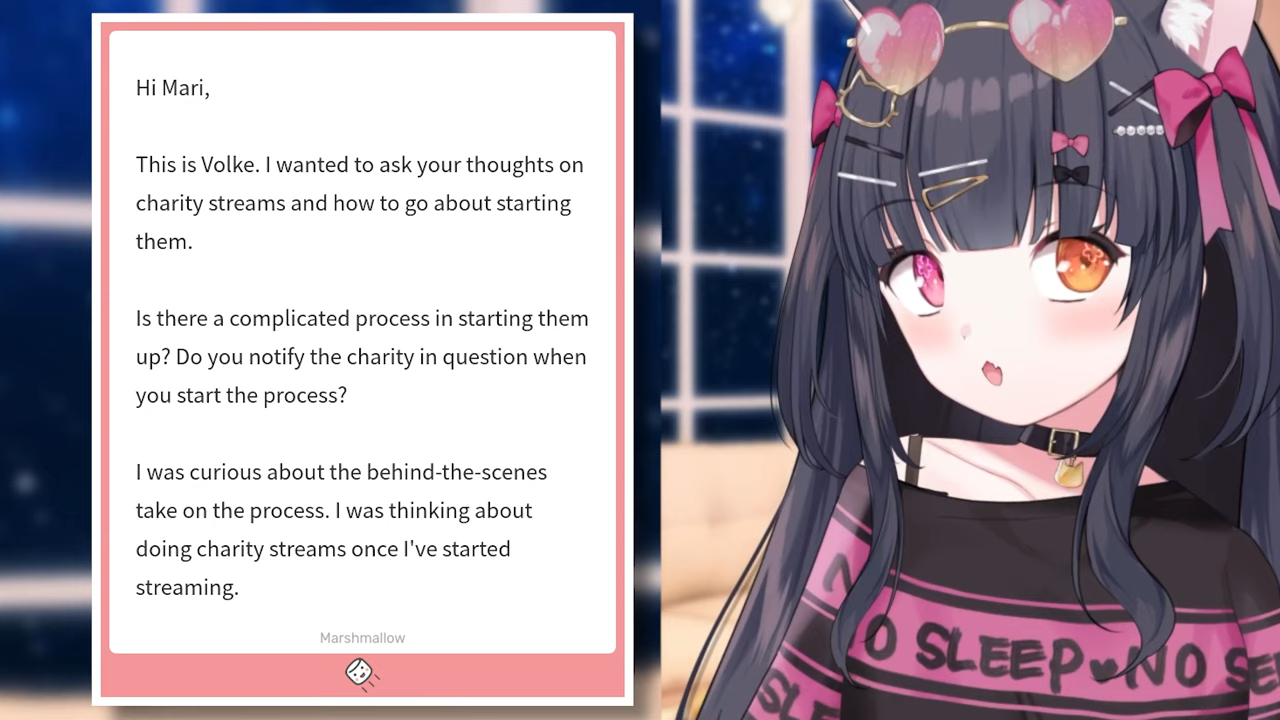 Hi Mari,
This is Volke. I wanted to ask your thoughts on
charity streams and how to go about starting
them.
Is there a complicated process in starting them
up? Do you notify the charity in question when
you start the process?
I was curious about the behind-the-scenes
take on the process. I was thinking about
doing charity streams once I've started
streaming.
Marshmallow
O SLEEP NO SE